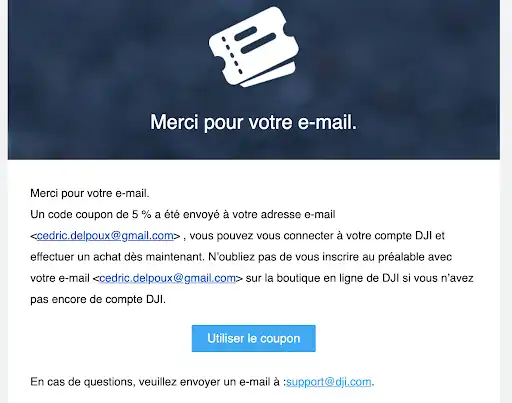 Merci pour votre e-mail.
Merci pour votre e-mail.
Un code coupon de 5 % a été envoyé à votre adresse e-mail
<cedric.delpoux@gmail.com> , vous pouvez vous connecter à votre compte DJI et
effectuer un achat dès maintenant. N’oubliez pas de vous inscrire au préalable avec
votre e-mail <cedric.delpoux@gmail.com> sur la boutique en ligne de DJI si vous n’avez
pas encore de compte DJI.
Utiliser le coupon
En cas de questions, veuillez envoyer un e-mail à :support@dji.com.